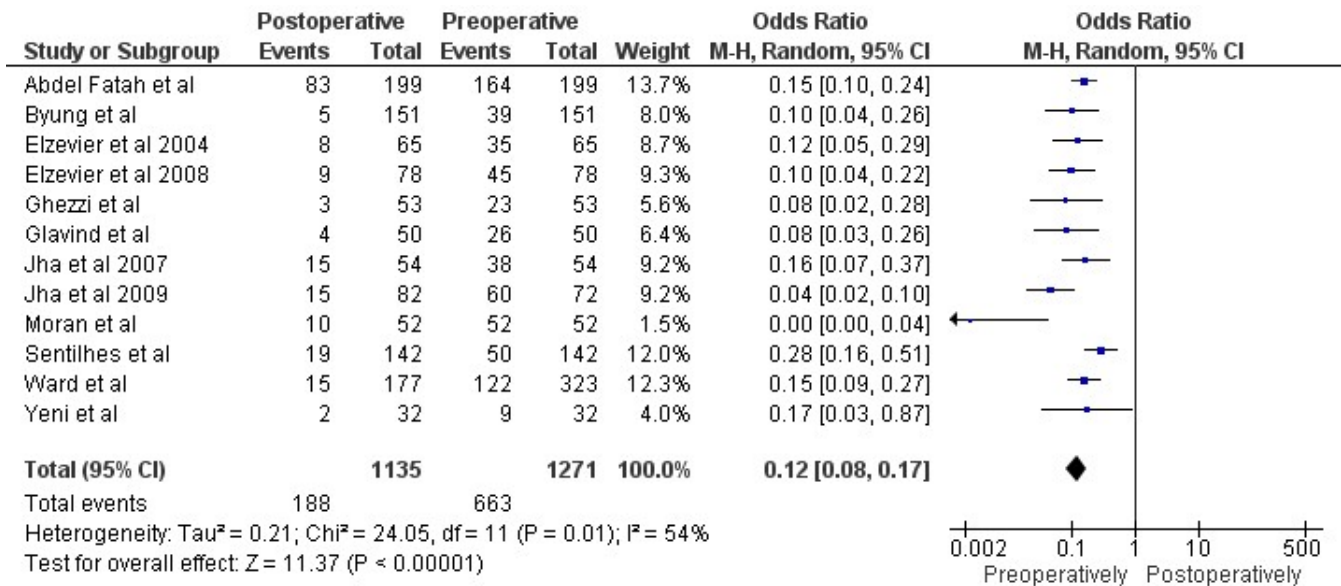 Postoperative Preoperative Odds Ratio Odds Ratio
Study or Subgroup Events Total Events Total Weight M-H, Random, 95% CI M-H, Random, 95% CI
Abdel Fatah et al 83 199 164 199 13.7% 0.15 [0.10, 0.24]
Byung et al 5 151 39 151 8.0% 0.10 [0.04, 0.26]
Elzevier et al 2004 8 65 35 65 8.7% 0.12 [0.05, 0.29]
Elzevier et al 2008 9 78 45 78 9.3% 0.10 [0.04, 0.22]
Ghezzi et al 3 53 23 53 5.6% 0.08 [0.02, 0.28]
Glavind et al 4 50 26 50 6.4% 0.08 [0.03, 0.26]
Jha et al 2007 15 54 38 54 9.2% 0.16 [0.07, 0.37]
Jha et al 2009 15 82 60 72 9.2% 0.04 [0.02, 0.10]
Moran et al 10 52 52 52 1.5% 0.00 [0.00, 0.04]
Sentilhes et al 19 142 50 142 12.0% 0.28 [0.16, 0.51]
Ward et al 15 177 122 323 12.3% 0.15 [0.09, 0.27]
Yeni et al 2 32 9 32 4.0% 0.17 [0.03, 0.87]
Total (95% CI) 1135 1271 100.0% 0.12 [0.08, 0.17]
Total events 188 663
Heterogeneity: Tau² = 0.21; Chi² = 24.05, df = 11 (P = 0.01); I² = 54%
Test for overall effect: Z = 11.37 (P < 0.00001)
0.002 0.1 1 10 500
Preoperatively Postoperatively